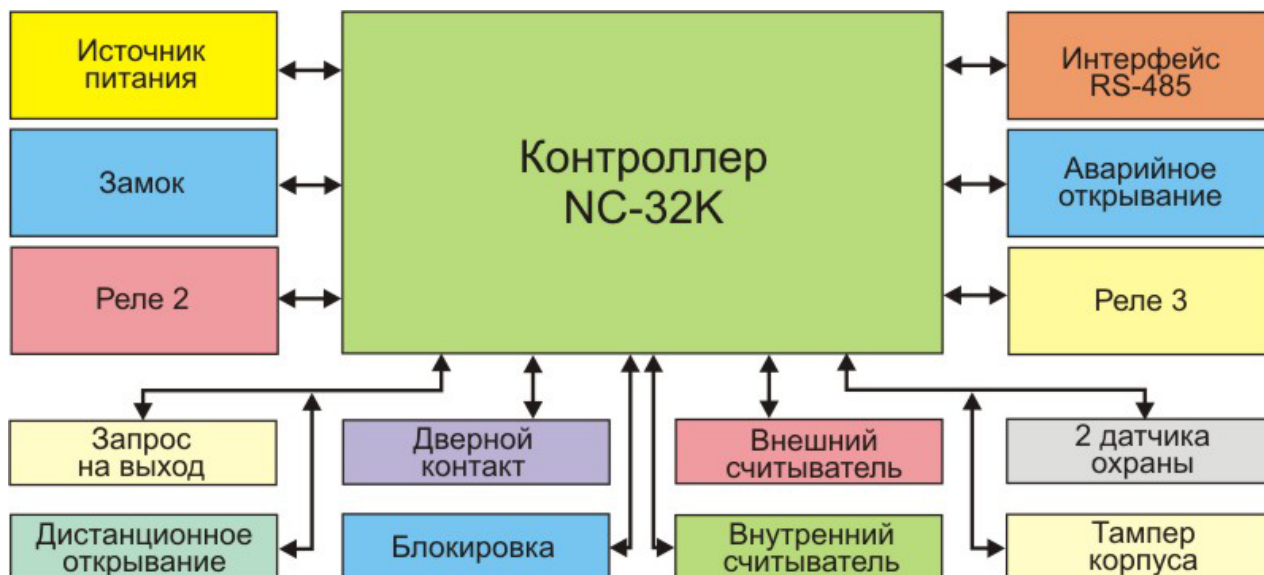 Источник
питания
Контроллер
NC-32K
Интерфейс
RS-485
Замок
Аварийное
открывание
Реле 2
Реле 3
Запрос
на выход
Дверной
контакт
Внешний
считыватель
2 датчика
охраны
Дистанционное
открывание
Блокировка
Внутренний
считыватель
Тампер
корпуса